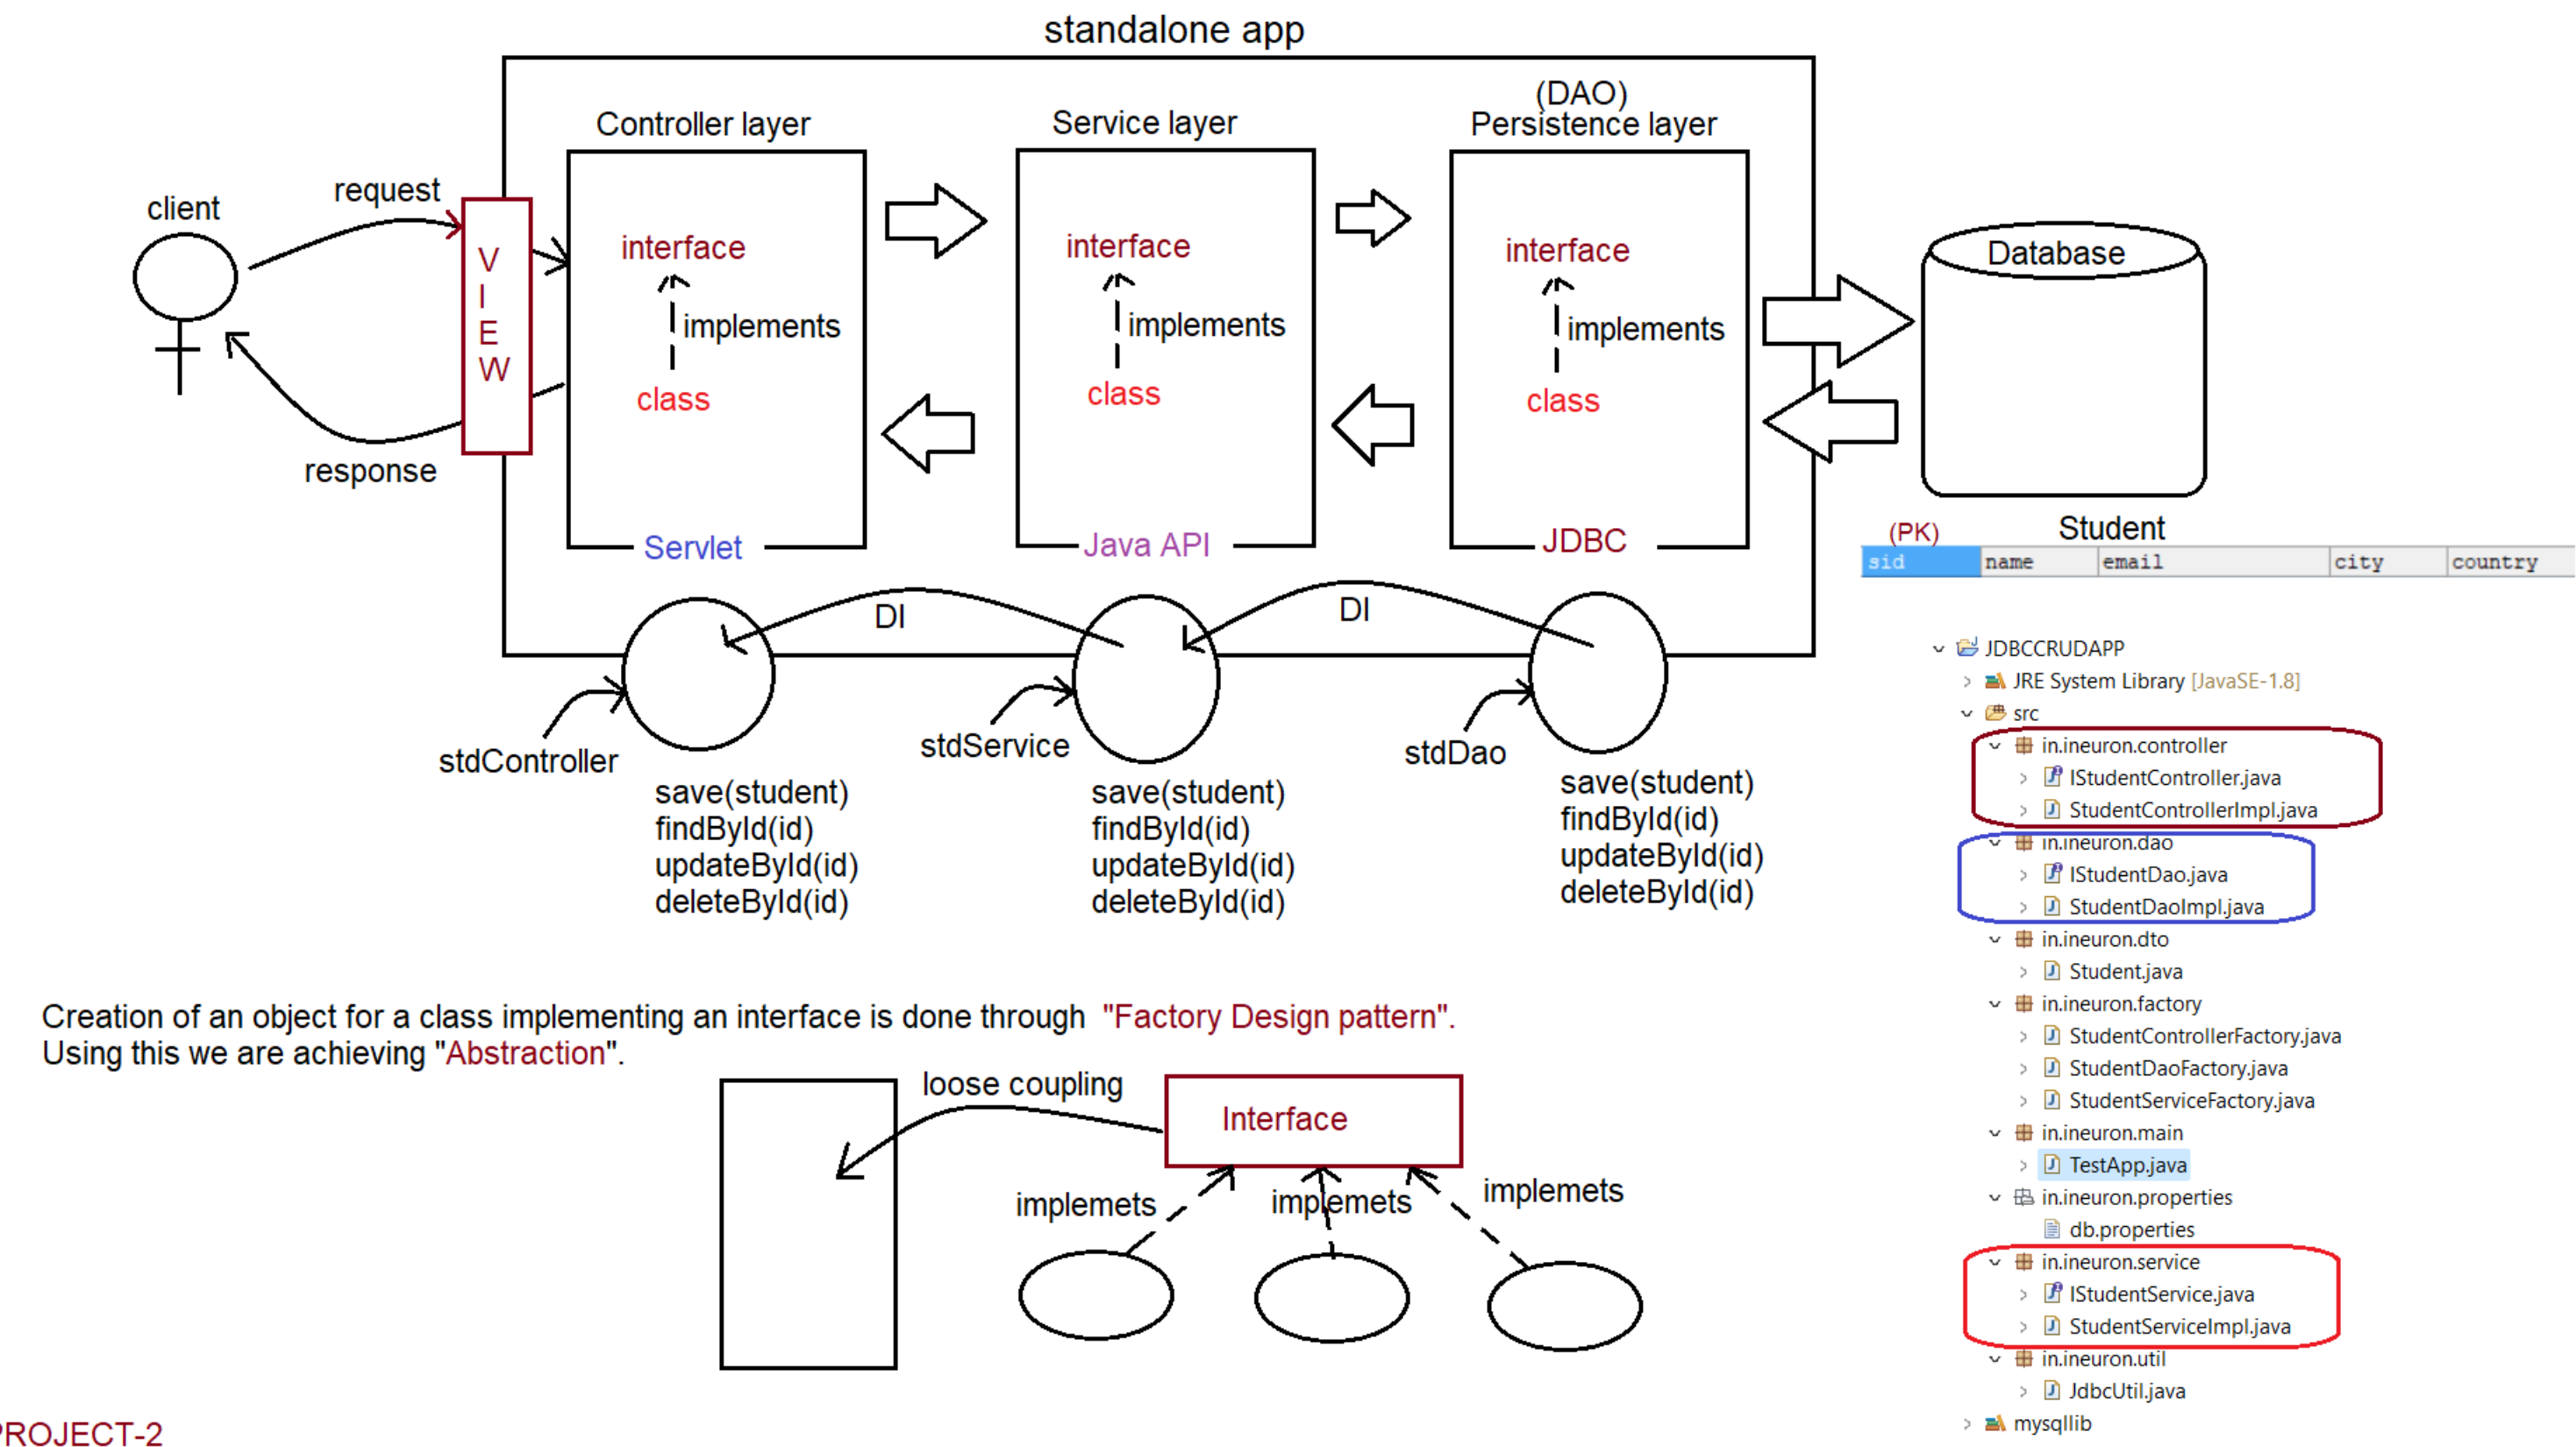 standalone app
Controller layer
Service layer
(DAO)
Persistence layer
client
request
response
V
I
E
W
interface
implements
class
Servlet
interface
implements
class
Java API
interface
implements
class
JDBC
Database
(PK)
Student
sid name email city country
DI
DI
stdController
stdService
stdDao
save(student)
findById(id)
updateById(id)
deleteById(id)
save(student)
findById(id)
updateById(id)
deleteById(id)
save(student)
findById(id)
updateById(id)
deleteById(id)
Creation of an object for a class implementing an interface is done through "Factory Design pattern".
Using this we are achieving "Abstraction".
loose coupling
Interface
implemets
implemets
implemets
PROJECT-2
JDBCCRUDAPP
JRE System Library [JavaSE-1.8]
src
in.ineuron.controller
IStudentController.java
StudentControllerImpl.java
in.ineuron.dao
IStudentDao.java
StudentDaoImpl.java
in.ineuron.dto
Student.java
in.ineuron.factory
StudentControllerFactory.java
StudentDaoFactory.java
StudentServiceFactory.java
in.ineuron.main
TestApp.java
in.ineuron.properties
db.properties
in.ineuron.service
IStudentService.java
StudentServiceImpl.java
in.ineuron.util
JdbcUtil.java
mysqllib